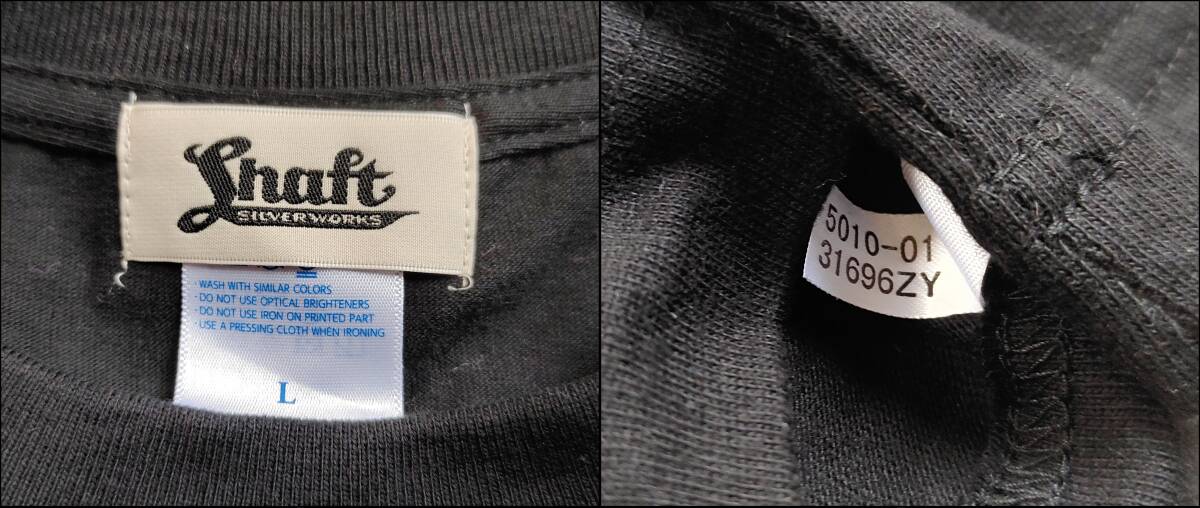 Shaft
SILVERWORKS
· WASH WITH SIMILAR COLORS
· DO NOT USE OPTICAL BRIGHTENERS
· DO NOT USE IRON ON PRINTED PART
· USE A PRESSING CLOTH WHEN IRONING
L
5010-01
31696ZY